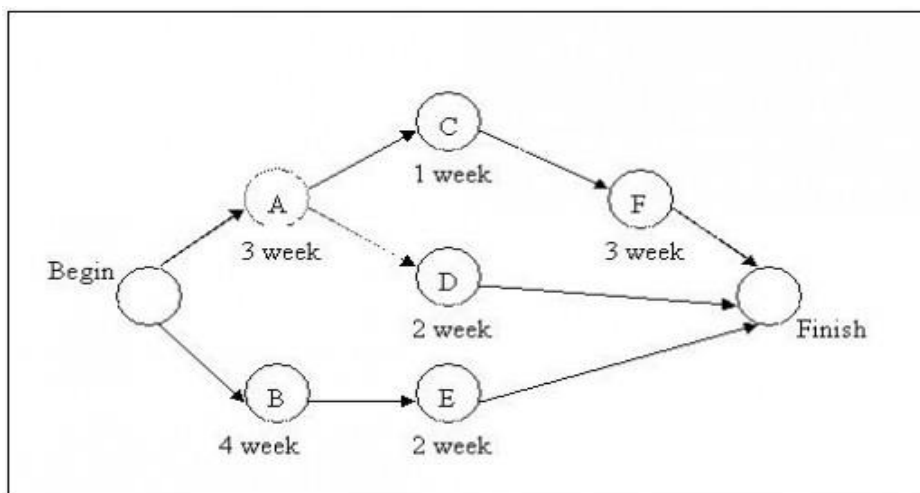 C
1 week
A
3 week
F
3 week
Begin
D
2 week
Finish
B
4 week
E
2 week